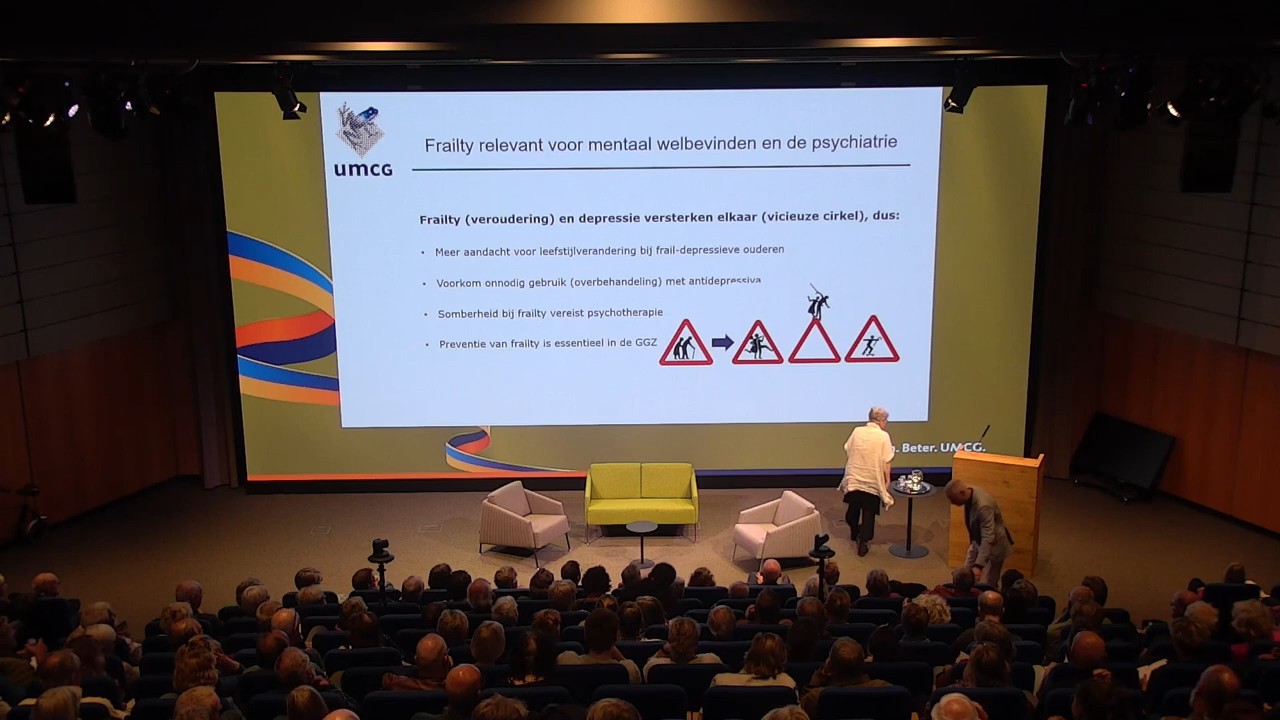 umcg
Frailty relevant voor mentaal welbevinden en de psychiatrie
Frailty (veroudering) en depressie versterken elkaar (vicieuze cirkel), dus:
• Meer aandacht voor leefstijlverandering bij frail-depressieve ouderen
• Voorkom onnodig gebruik (overbehandeling) met antidepressiva
• Somberheid bij frailty vereist psychotherapie
• Preventie van frailty is essentieel in de GGZ
Beter. UMCG.